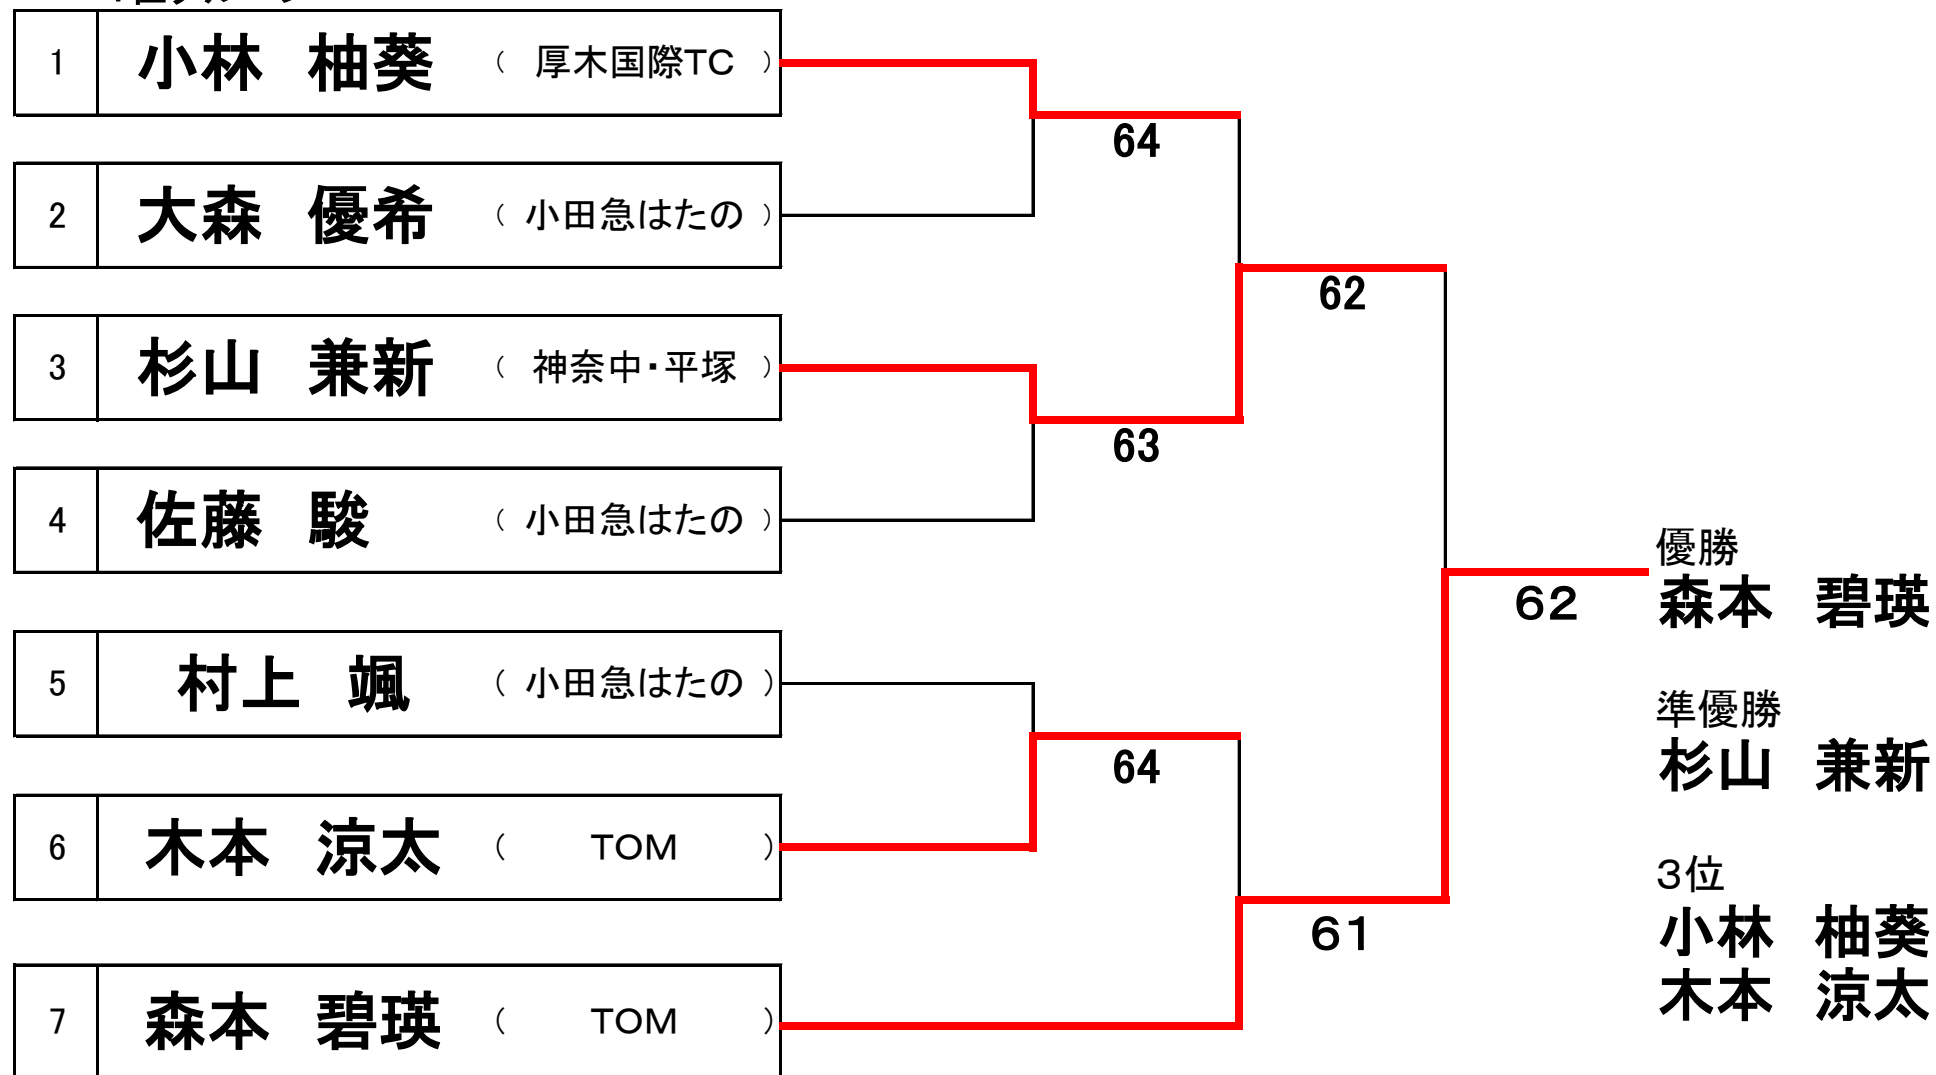 1 小林 柚葵 ( 厚木国際TC )
64
2 大森 優希 ( 小田急はたの )
62
3 杉山 兼新 ( 神奈中・平塚 )
63
4 佐藤 駿 ( 小田急はたの )
優勝
62 森本 碧瑛
5 村上 颯 ( 小田急はたの )
準優勝
64 杉山 兼新
6 木本 涼太 ( TOM )
3位
61 小林 柚葵
木本 涼太
7 森本 碧瑛 ( TOM )